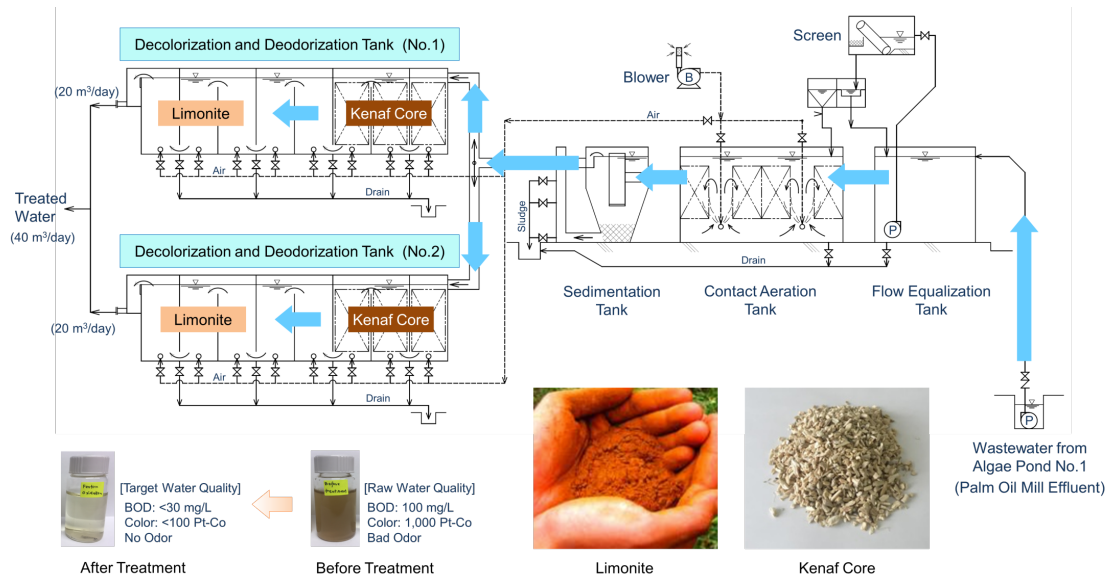 Decolorization and Deodorization Tank (No.1)
(20 m³/day)
Limonite
Kenaf Core
Air
Drain
Treated
Water
(40 m³/day)
Decolorization and Deodorization Tank (No.2)
(20 m³/day)
Limonite
Kenaf Core
Air
Drain
Blower
B
Screen
Air
Sludge
P
Drain
Sedimentation
Tank
Contact Aeration
Tank
Flow Equalization
Tank
P
Wastewater from
Algae Pond No.1
(Palm Oil Mill Effluent)
[Target Water Quality]
BOD: <30 mg/L
Color: <100 Pt-Co
No Odor
After Treatment
[Raw Water Quality]
BOD: 100 mg/L
Color: 1,000 Pt-Co
Bad Odor
Before Treatment
Limonite
Kenaf Core